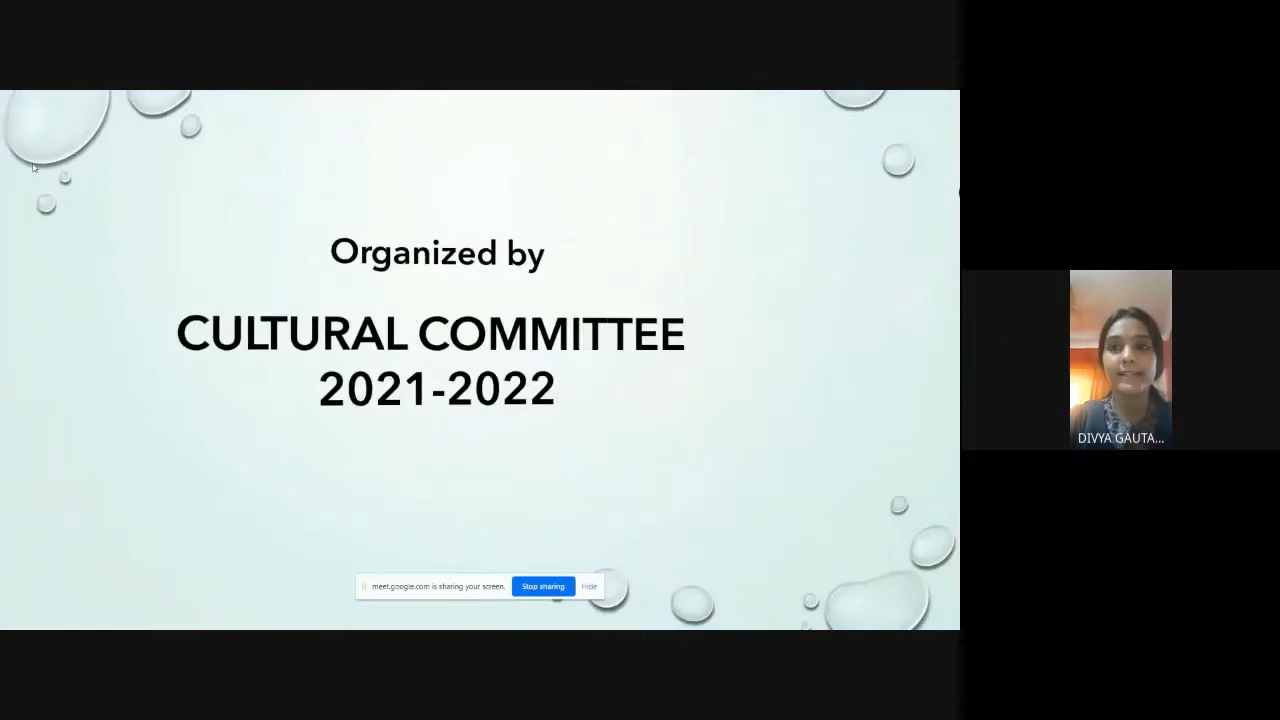 Organized by
CULTURAL COMMITTEE
2021-2022
meet.google.com is sharing your screen. Stop sharing Hide
DIVYA GAUTA...